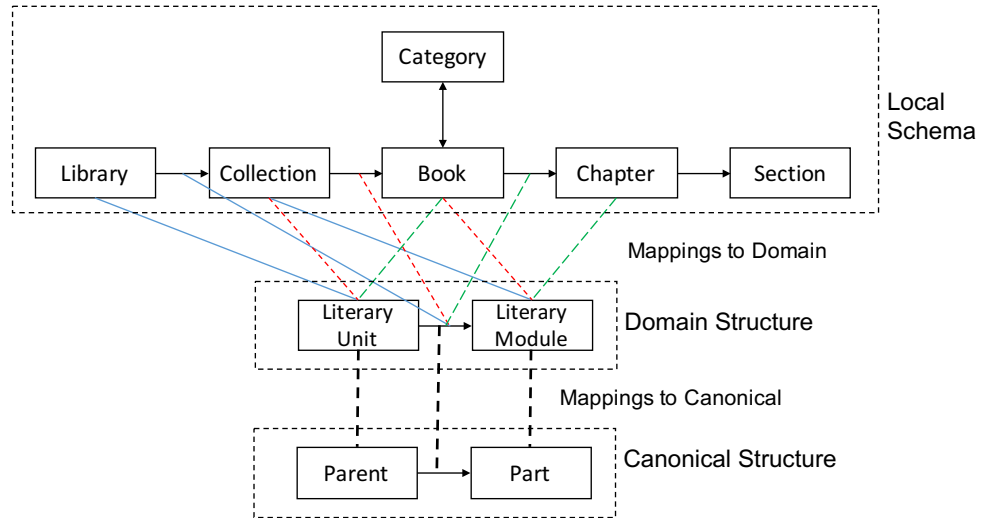 Category
Local
Schema
Library
Collection
Book
Chapter
Section
Mappings to Domain
Literary
Unit
Literary
Module
Domain Structure
Mappings to Canonical
Parent
Part
Canonical Structure